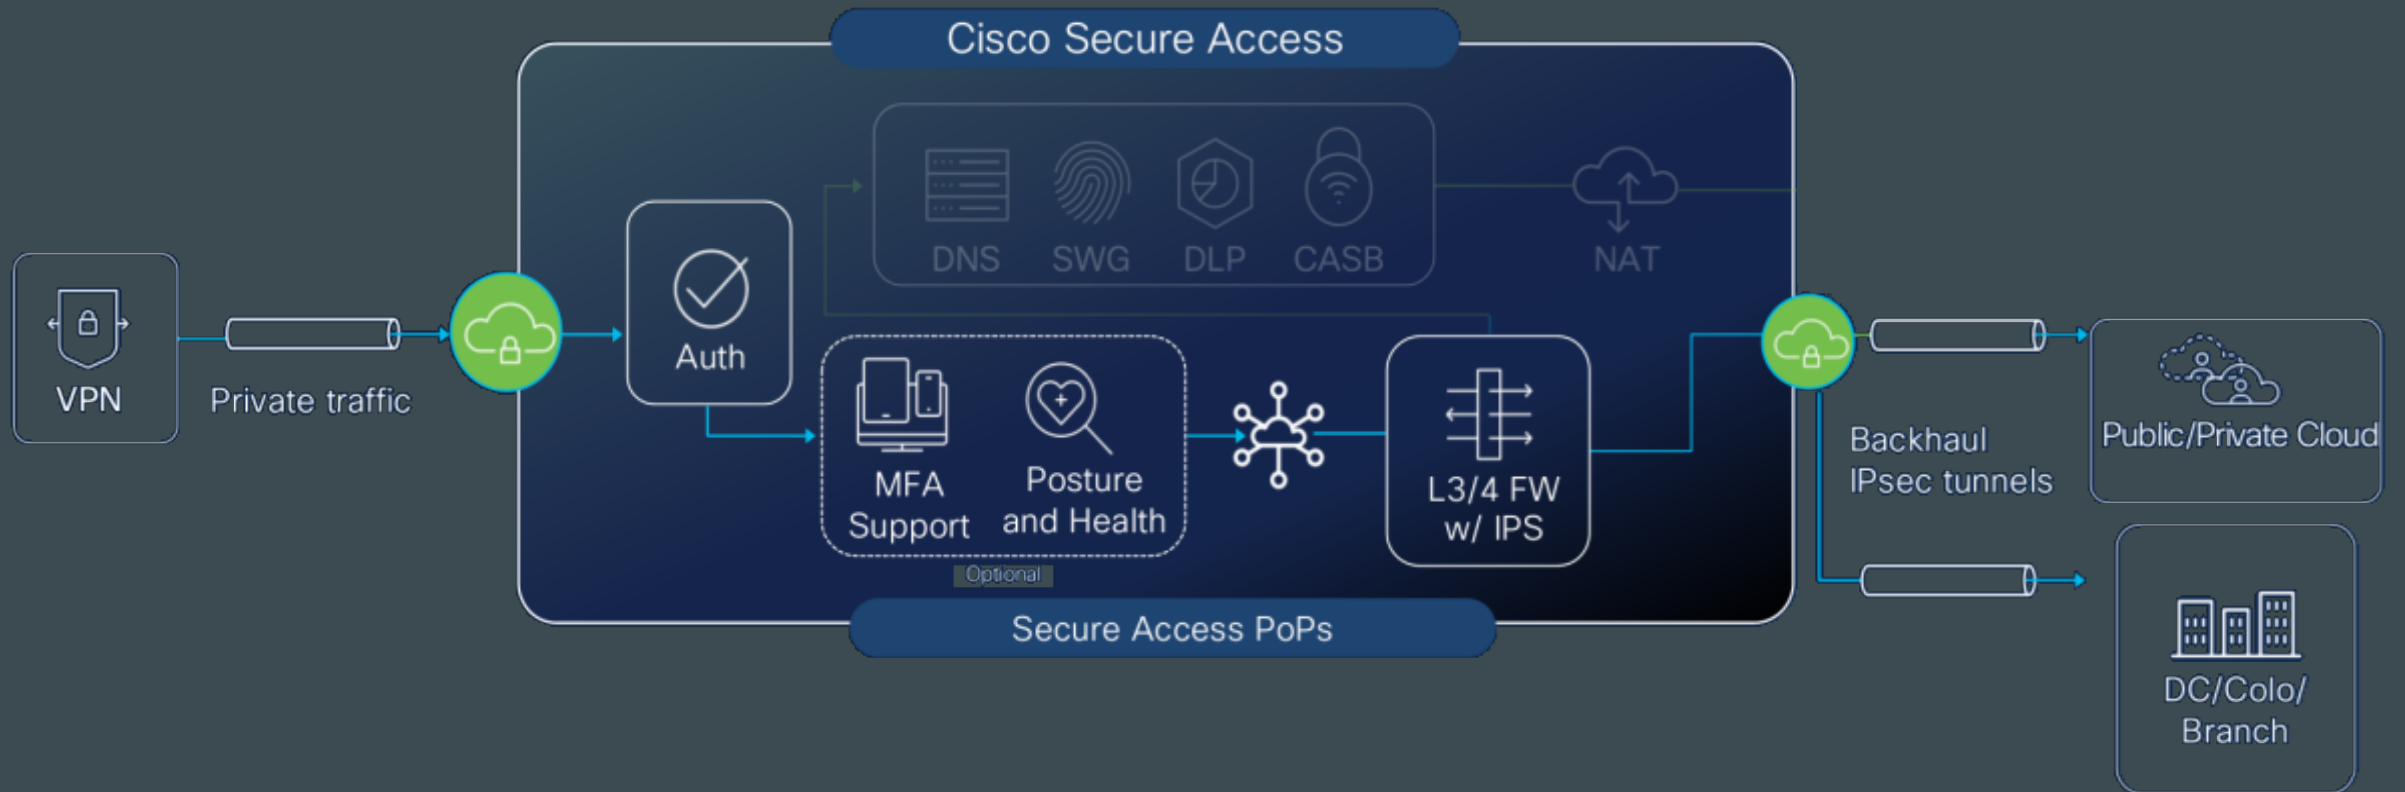 Cisco Secure Access
DNS
SWG
DLP
CASB
NAT
Auth
VPN
Private traffic
MFA
Support
Posture
and Health
Optional
L3/4 FW
w/ IPS
Backhaul
IPsec tunnels
Public/Private Cloud
DC/Colo/
Branch
Secure Access PoPs